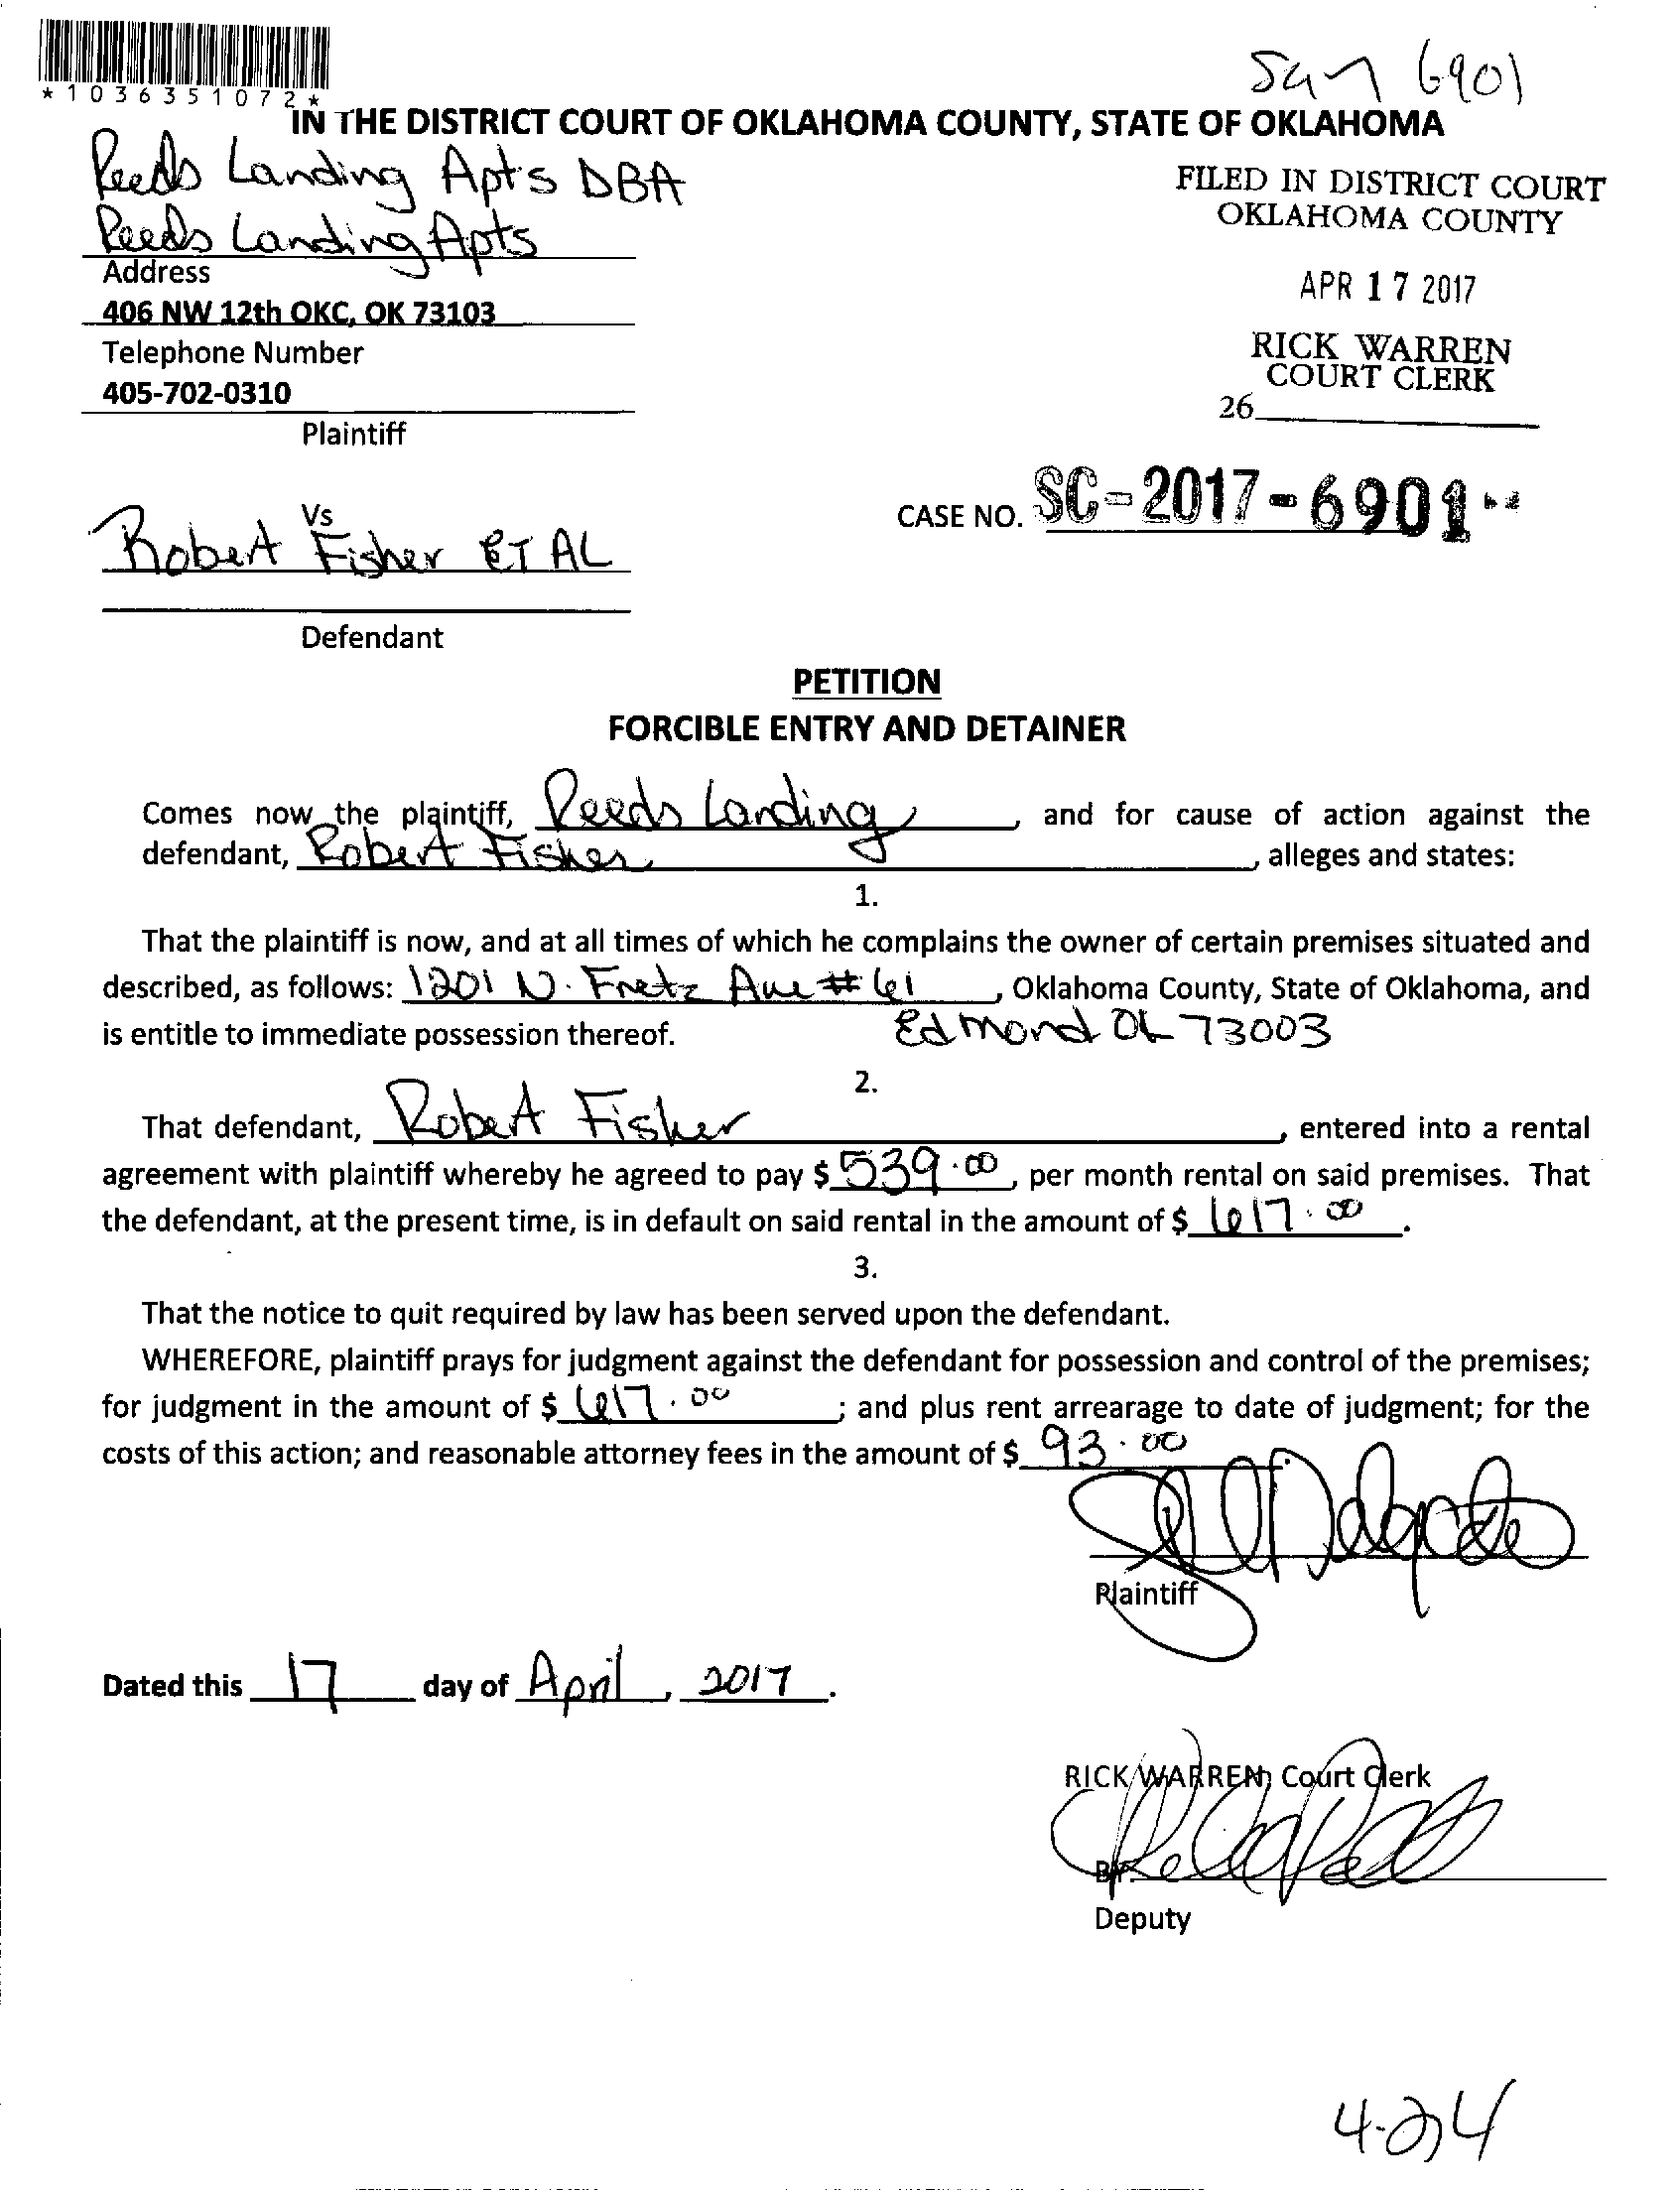 *1036351072*
6901
IN THE DISTRICT COURT OF OKLAHOMA COUNTY, STATE OF OKLAHOMA
Reeds Landing Apt's DBA
Reeds Landing Apts
FILED IN DISTRICT COURT
OKLAHOMA COUNTY
Address
406 NW 12th OKC, OK 73103
APR 17 2017
Telephone Number
405-702-0310
RICK WARREN
COURT CLERK
26
Plaintiff
Vs
Robert Fisher ET AL
CASE NO. SC-2017-6901
Defendant
PETITION
FORCIBLE ENTRY AND DETAINER
Comes now the plaintiff, Reeds Landing, and for cause of action against the
defendant, Robert Fisher, alleges and states:
1.
That the plaintiff is now, and at all times of which he complains the owner of certain premises situated and
described, as follows: 1201 N. Fretz Ave # 61, Oklahoma County, State of Oklahoma, and
is entitle to immediate possession thereof. Edmond OK 73003
2.
That defendant, Robert Fisher, entered into a rental
agreement with plaintiff whereby he agreed to pay $ 539.00, per month rental on said premises. That
the defendant, at the present time, is in default on said rental in the amount of $ 617.00.
3.
That the notice to quit required by law has been served upon the defendant.
WHEREFORE, plaintiff prays for judgment against the defendant for possession and control of the premises;
for judgment in the amount of $ 617.00; and plus rent arrearage to date of judgment; for the
costs of this action; and reasonable attorney fees in the amount of $ 93.00.
Plaintiff
Dated this 17 day of April, 2017.
RICK WARREN, Court Clerk
By
Deputy
4-24